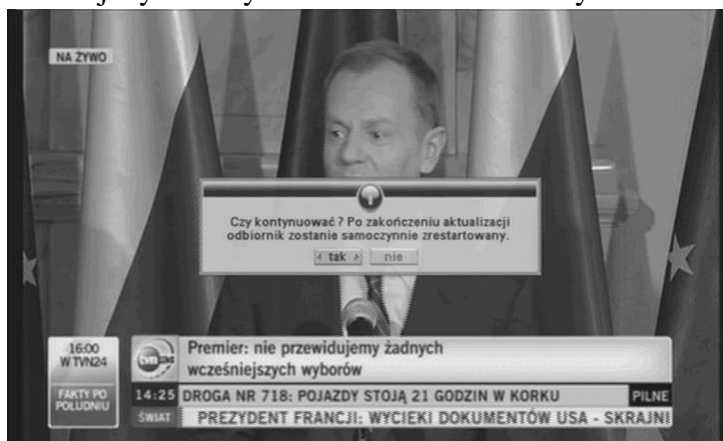 NA ŻYWO
Czy kontynuować ? Po zakończeniu aktualizacji
odbiornik zostanie samoczynnie zrestartowany.
tak
nie
16:00
W TVN24
FAKTY PO
POŁUDNIU
tvn24
Premier: nie przewidujemy żadnych
wcześniejszych wyborów
14:25 DROGA NR 718: POJAZDY STOJĄ 21 GODZIN W KORKU PILNE
ŚWIAT PREZYDENT FRANCJI: WYCIEKI DOKUMENTÓW USA - SKRAJNI